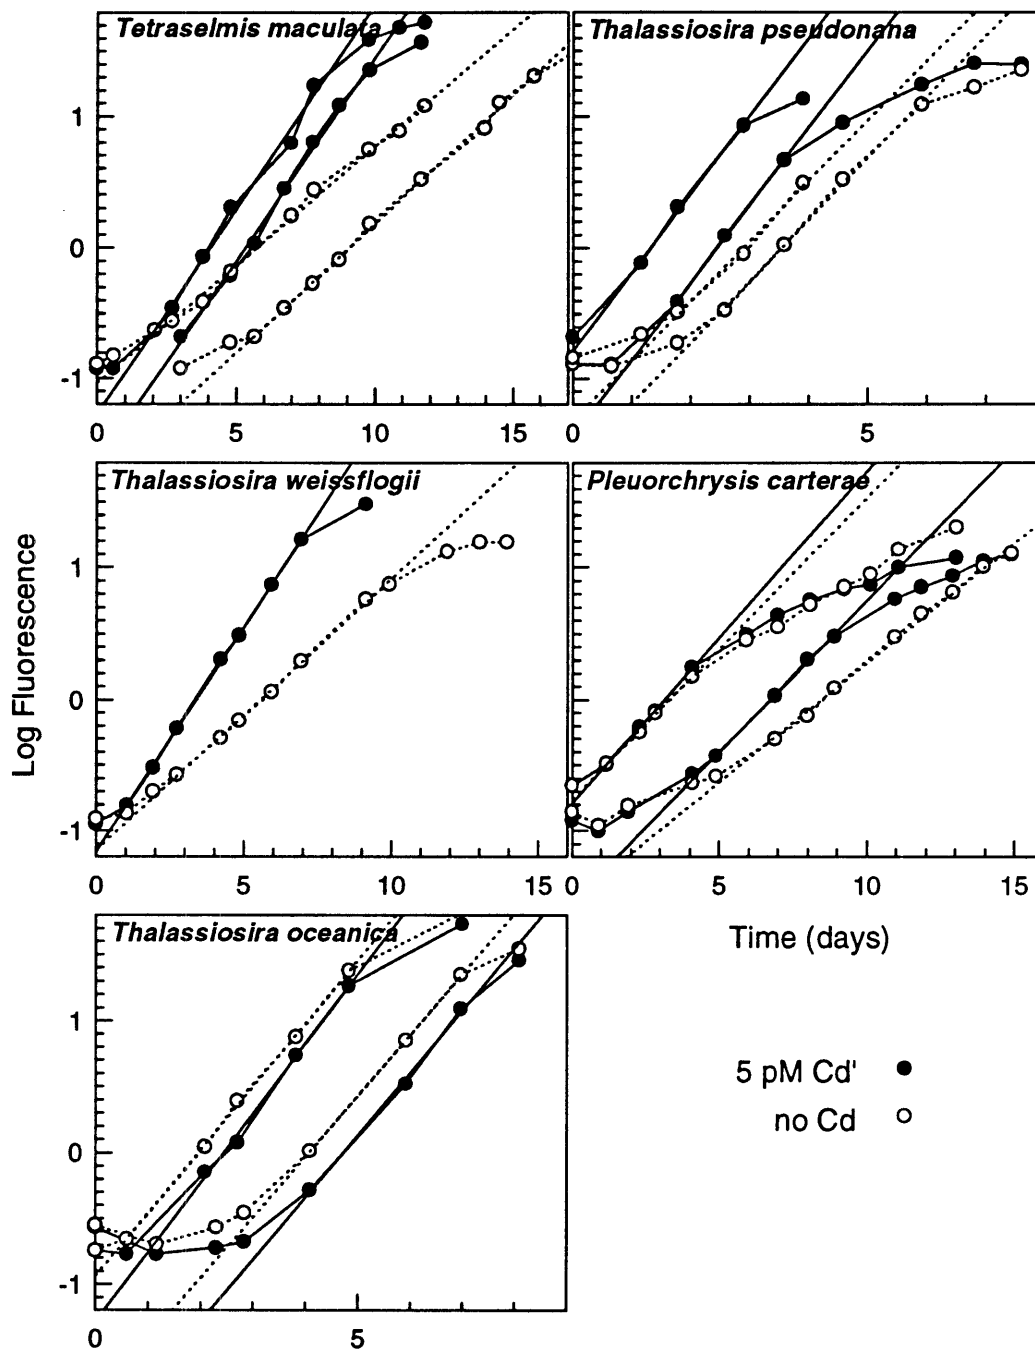 Tetraselmis maculata
Thalassiosira pseudonana
1
0
-1
0 5 10 15 0 5
Thalassiosira weissflogii
Pleuorchrysis carterae
Log Fluorescence
1
0
-1
0 5 10 15 0 5 10 15
Thalassiosira oceanica
Time (days)
1
0
-1
5 pM Cd'
no Cd
0 5